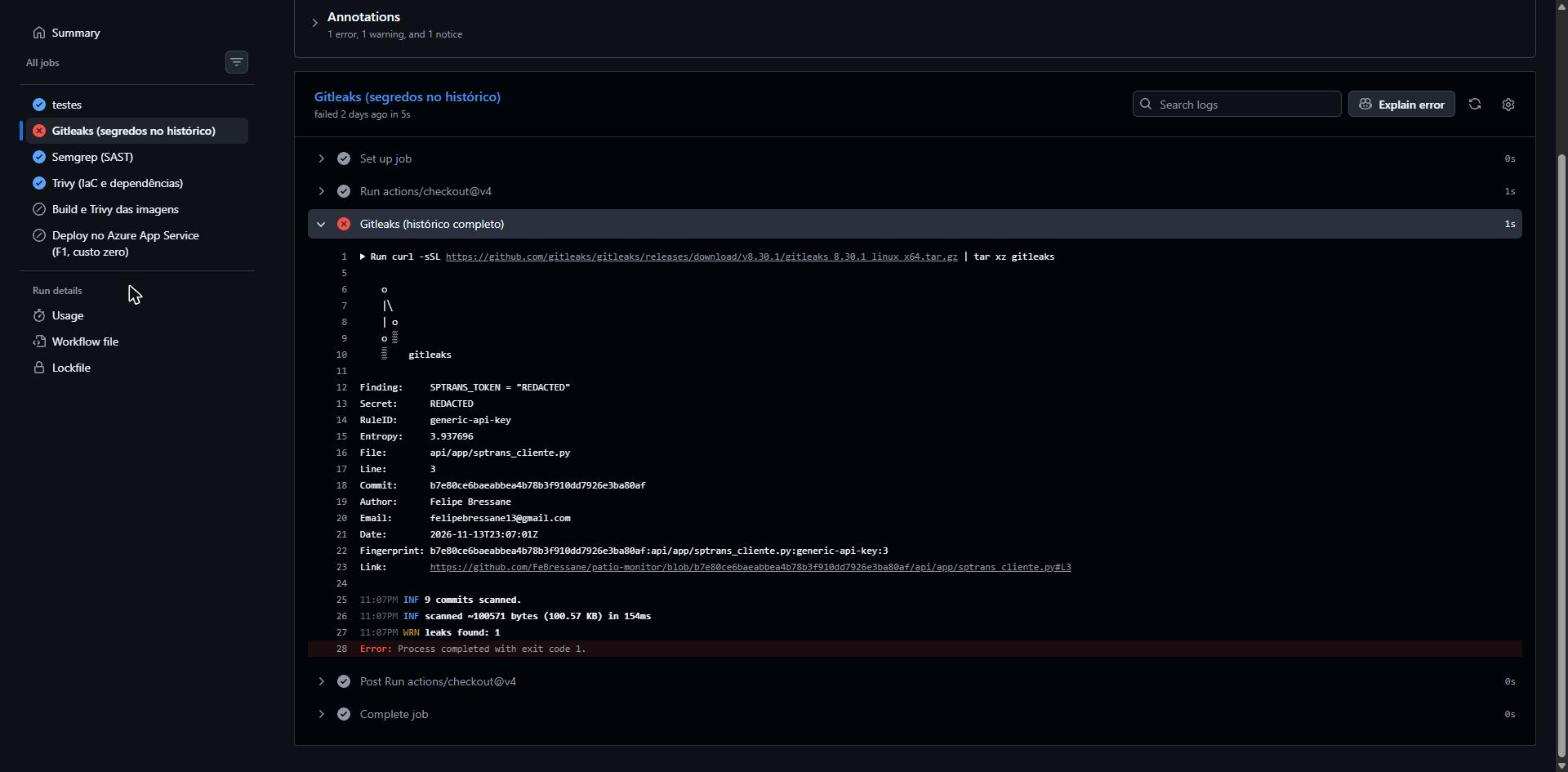 Summary
All jobs
testes
Gitleaks (segredos no histórico)
Semgrep (SAST)
Trivy (IaC e dependências)
Build e Trivy das imagens
Deploy no Azure App Service
(F1, custo zero)
Run details
Usage
Workflow file
Lockfile
Annotations
1 error, 1 warning, and 1 notice
Gitleaks (segredos no histórico)
failed 2 days ago in 5s
Search logs
Explain error
Set up job 0s
Run actions/checkout@v4 1s
Gitleaks (histórico completo) 1s
1 Run curl -sSL https://github.com/gitleaks/gitleaks/releases/download/v8.30.1/gitleaks_8.30.1_linux_x64.tar.gz | tar xz gitleaks
5
6 o
7 |\
8 | o
9 o ░
10 ░ gitleaks
11
12 Finding: SPTRANS_TOKEN = "REDACTED"
13 Secret: REDACTED
14 RuleID: generic-api-key
15 Entropy: 3.937696
16 File: api/app/sptrans_cliente.py
17 Line: 3
18 Commit: b7e80ce6baeabbea4b78b3f910dd7926e3ba80af
19 Author: Felipe Bressane
20 Email: felipebressane13@gmail.com
21 Date: 2026-11-13T23:07:01Z
22 Fingerprint: b7e80ce6baeabbea4b78b3f910dd7926e3ba80af:api/app/sptrans_cliente.py:generic-api-key:3
23 Link: https://github.com/FeBressane/patio-monitor/blob/b7e80ce6baeabbea4b78b3f910dd7926e3ba80af/api/app/sptrans_cliente.py#L3
24
25 11:07PM INF 9 commits scanned.
26 11:07PM INF scanned ~100571 bytes (100.57 KB) in 154ms
27 11:07PM WRN leaks found: 1
28 Error: Process completed with exit code 1.
Post Run actions/checkout@v4 0s
Complete job 0s